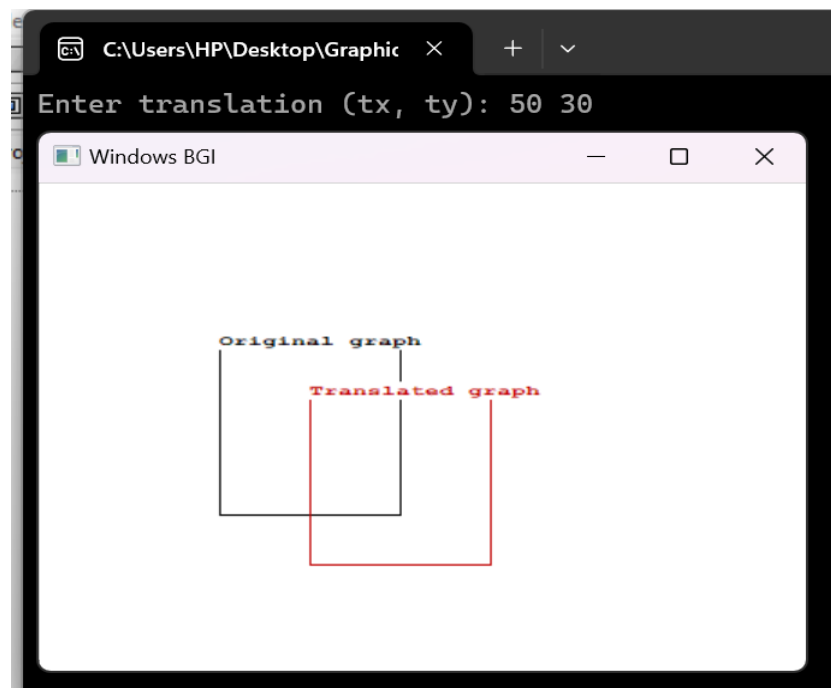 C:\Users\HP\Desktop\Graphic
Enter translation (tx, ty): 50 30
Windows BGI
Original graph
Translated graph